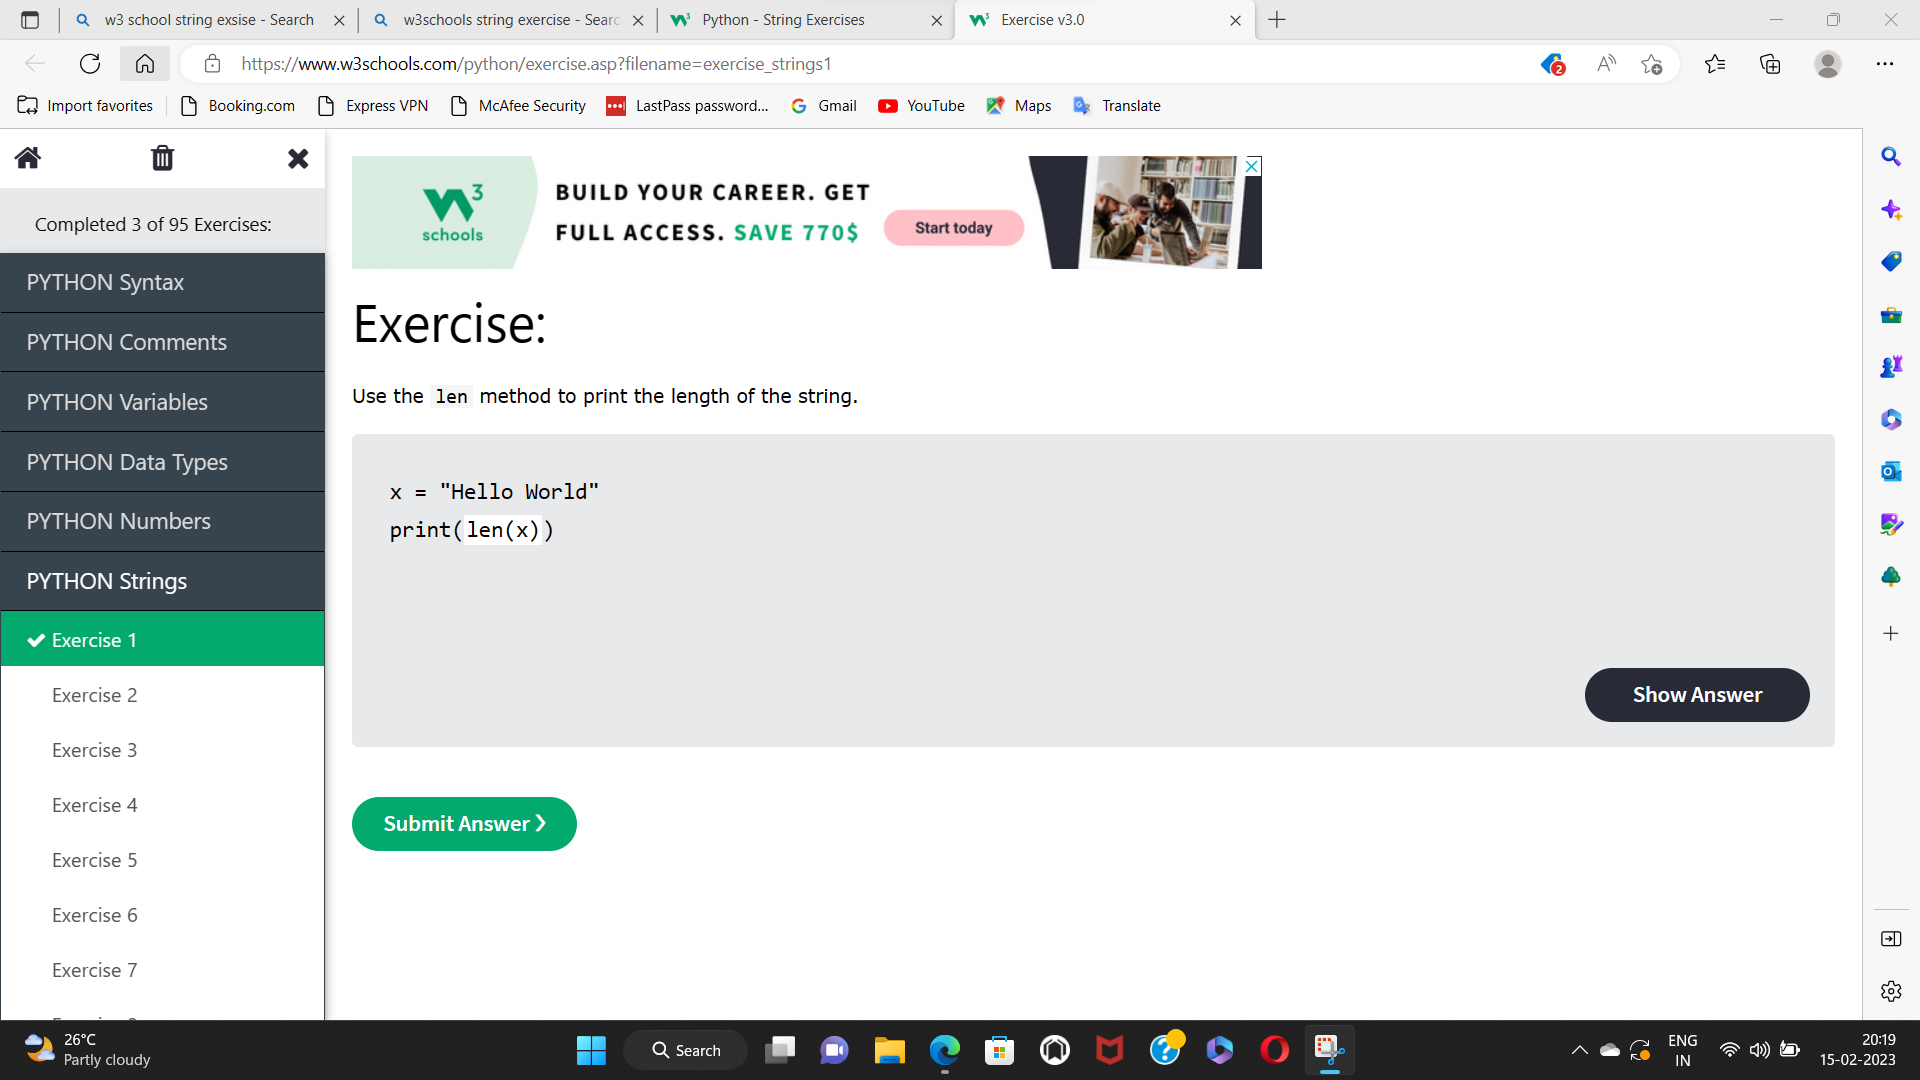 w3 school string exsise - Search
w3schools string exercise - Searc
Python - String Exercises
Exercise v3.0
https://www.w3schools.com/python/exercise.asp?filename=exercise_strings1
2
Import favorites
Booking.com
Express VPN
McAfee Security
LastPass password...
Gmail
YouTube
Maps
Translate
Completed 3 of 95 Exercises:
PYTHON Syntax
PYTHON Comments
PYTHON Variables
PYTHON Data Types
PYTHON Numbers
PYTHON Strings
Exercise 1
Exercise 2
Exercise 3
Exercise 4
Exercise 5
Exercise 6
Exercise 7
W3
schools
BUILD YOUR CAREER. GET
FULL ACCESS. SAVE 770$
Start today
Exercise:
Use the len method to print the length of the string.
x = "Hello World"
print(len(x))
Show Answer
Submit Answer ❯
26°C
Partly cloudy
Search
ENG
IN
20:19
15-02-2023